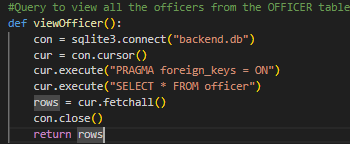 #Query to view all the officers from the OFFICER table
def viewOfficer():
    con = sqlite3.connect("backend.db")
    cur = con.cursor()
    cur.execute("PRAGMA foreign_keys = ON")
    cur.execute("SELECT * FROM officer")
    rows = cur.fetchall()
    con.close()
    return rows